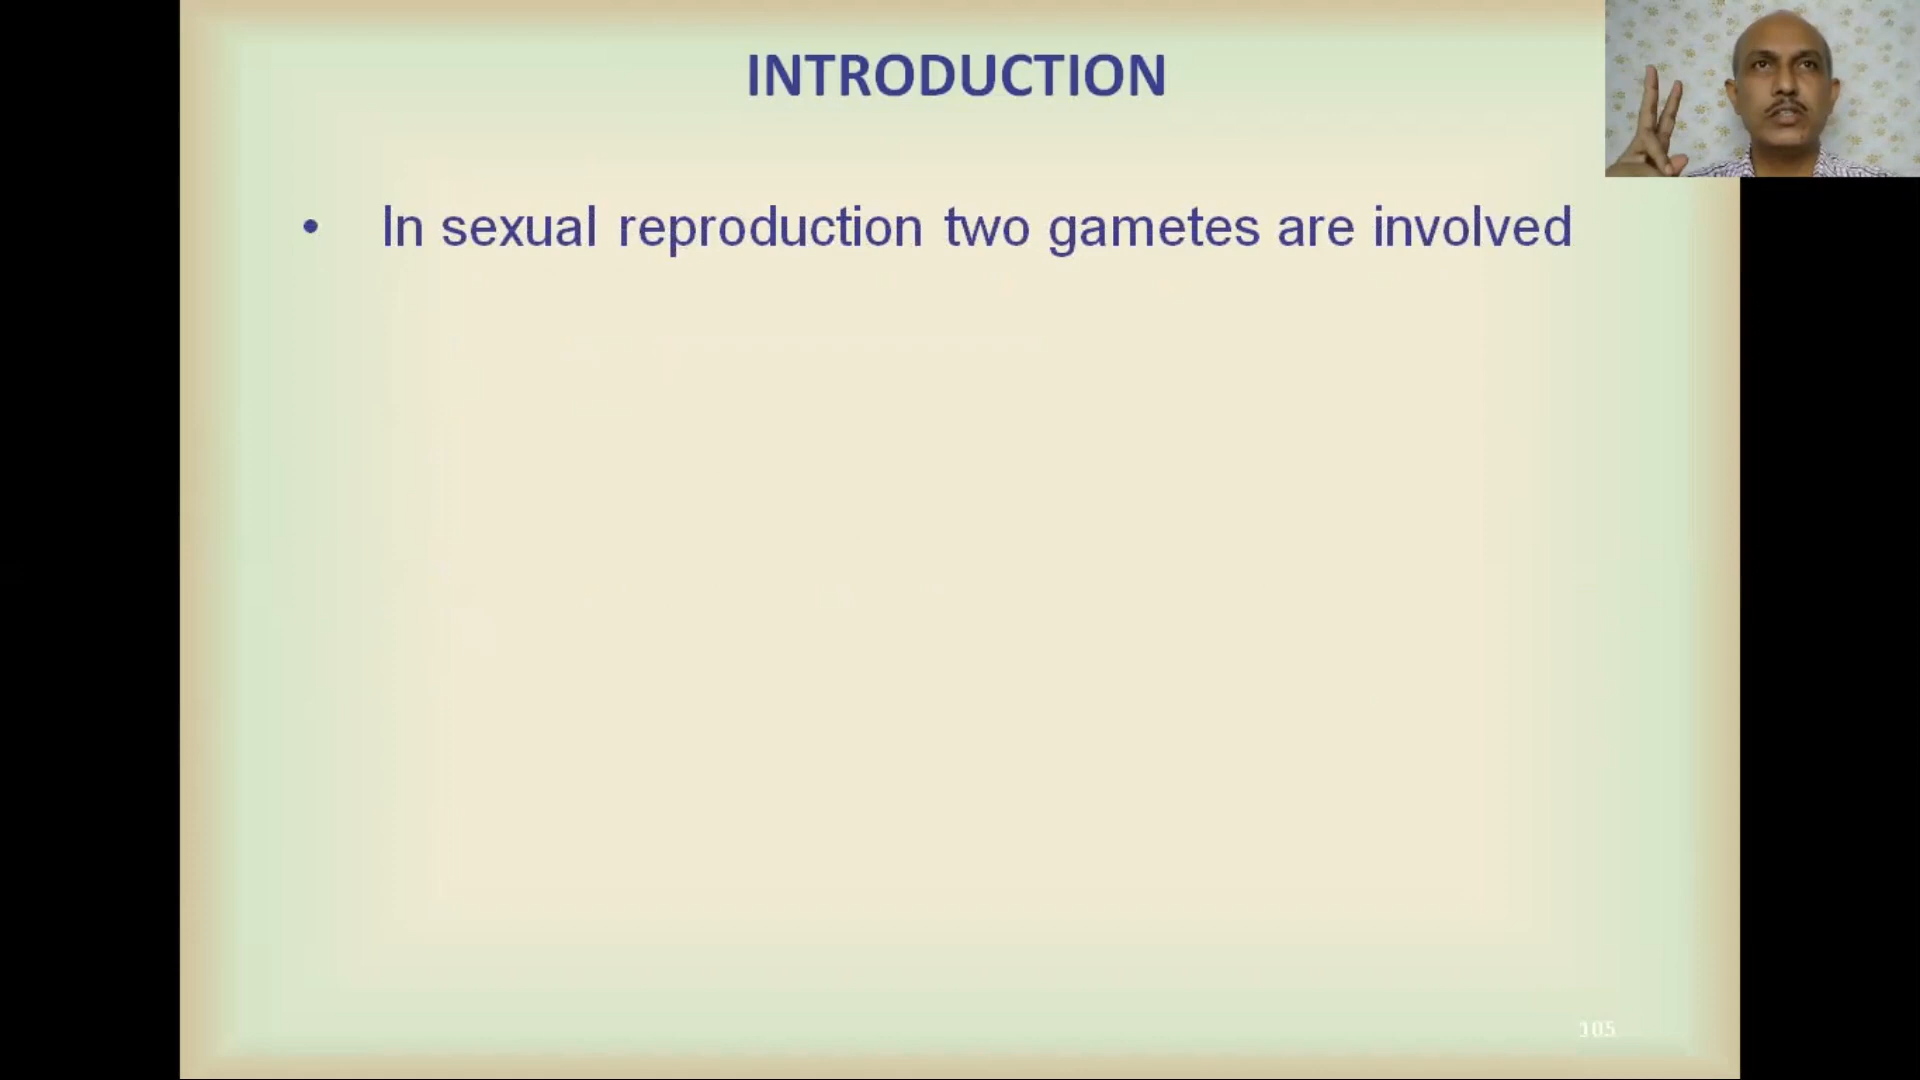 INTRODUCTION
• In sexual reproduction two gametes are involved
105